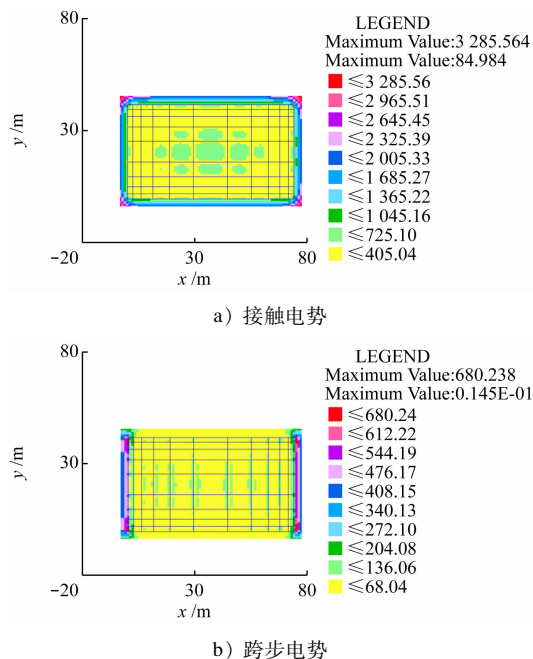 LEGEND
Maximum Value:3 285.564
Maximum Value:84.984
≤3 285.56
≤2 965.51
≤2 645.45
≤2 325.39
≤2 005.33
≤1 685.27
≤1 365.22
≤1 045.16
≤725.10
≤405.04
80
30
y /m
−20
30
80
x /m
a）接触电势
LEGEND
Maximum Value:680.238
Maximum Value:0.145E-01
≤680.24
≤612.22
≤544.19
≤476.17
≤408.15
≤340.13
≤272.10
≤204.08
≤136.06
≤68.04
80
30
y /m
−20
30
80
x /m
b）跨步电势